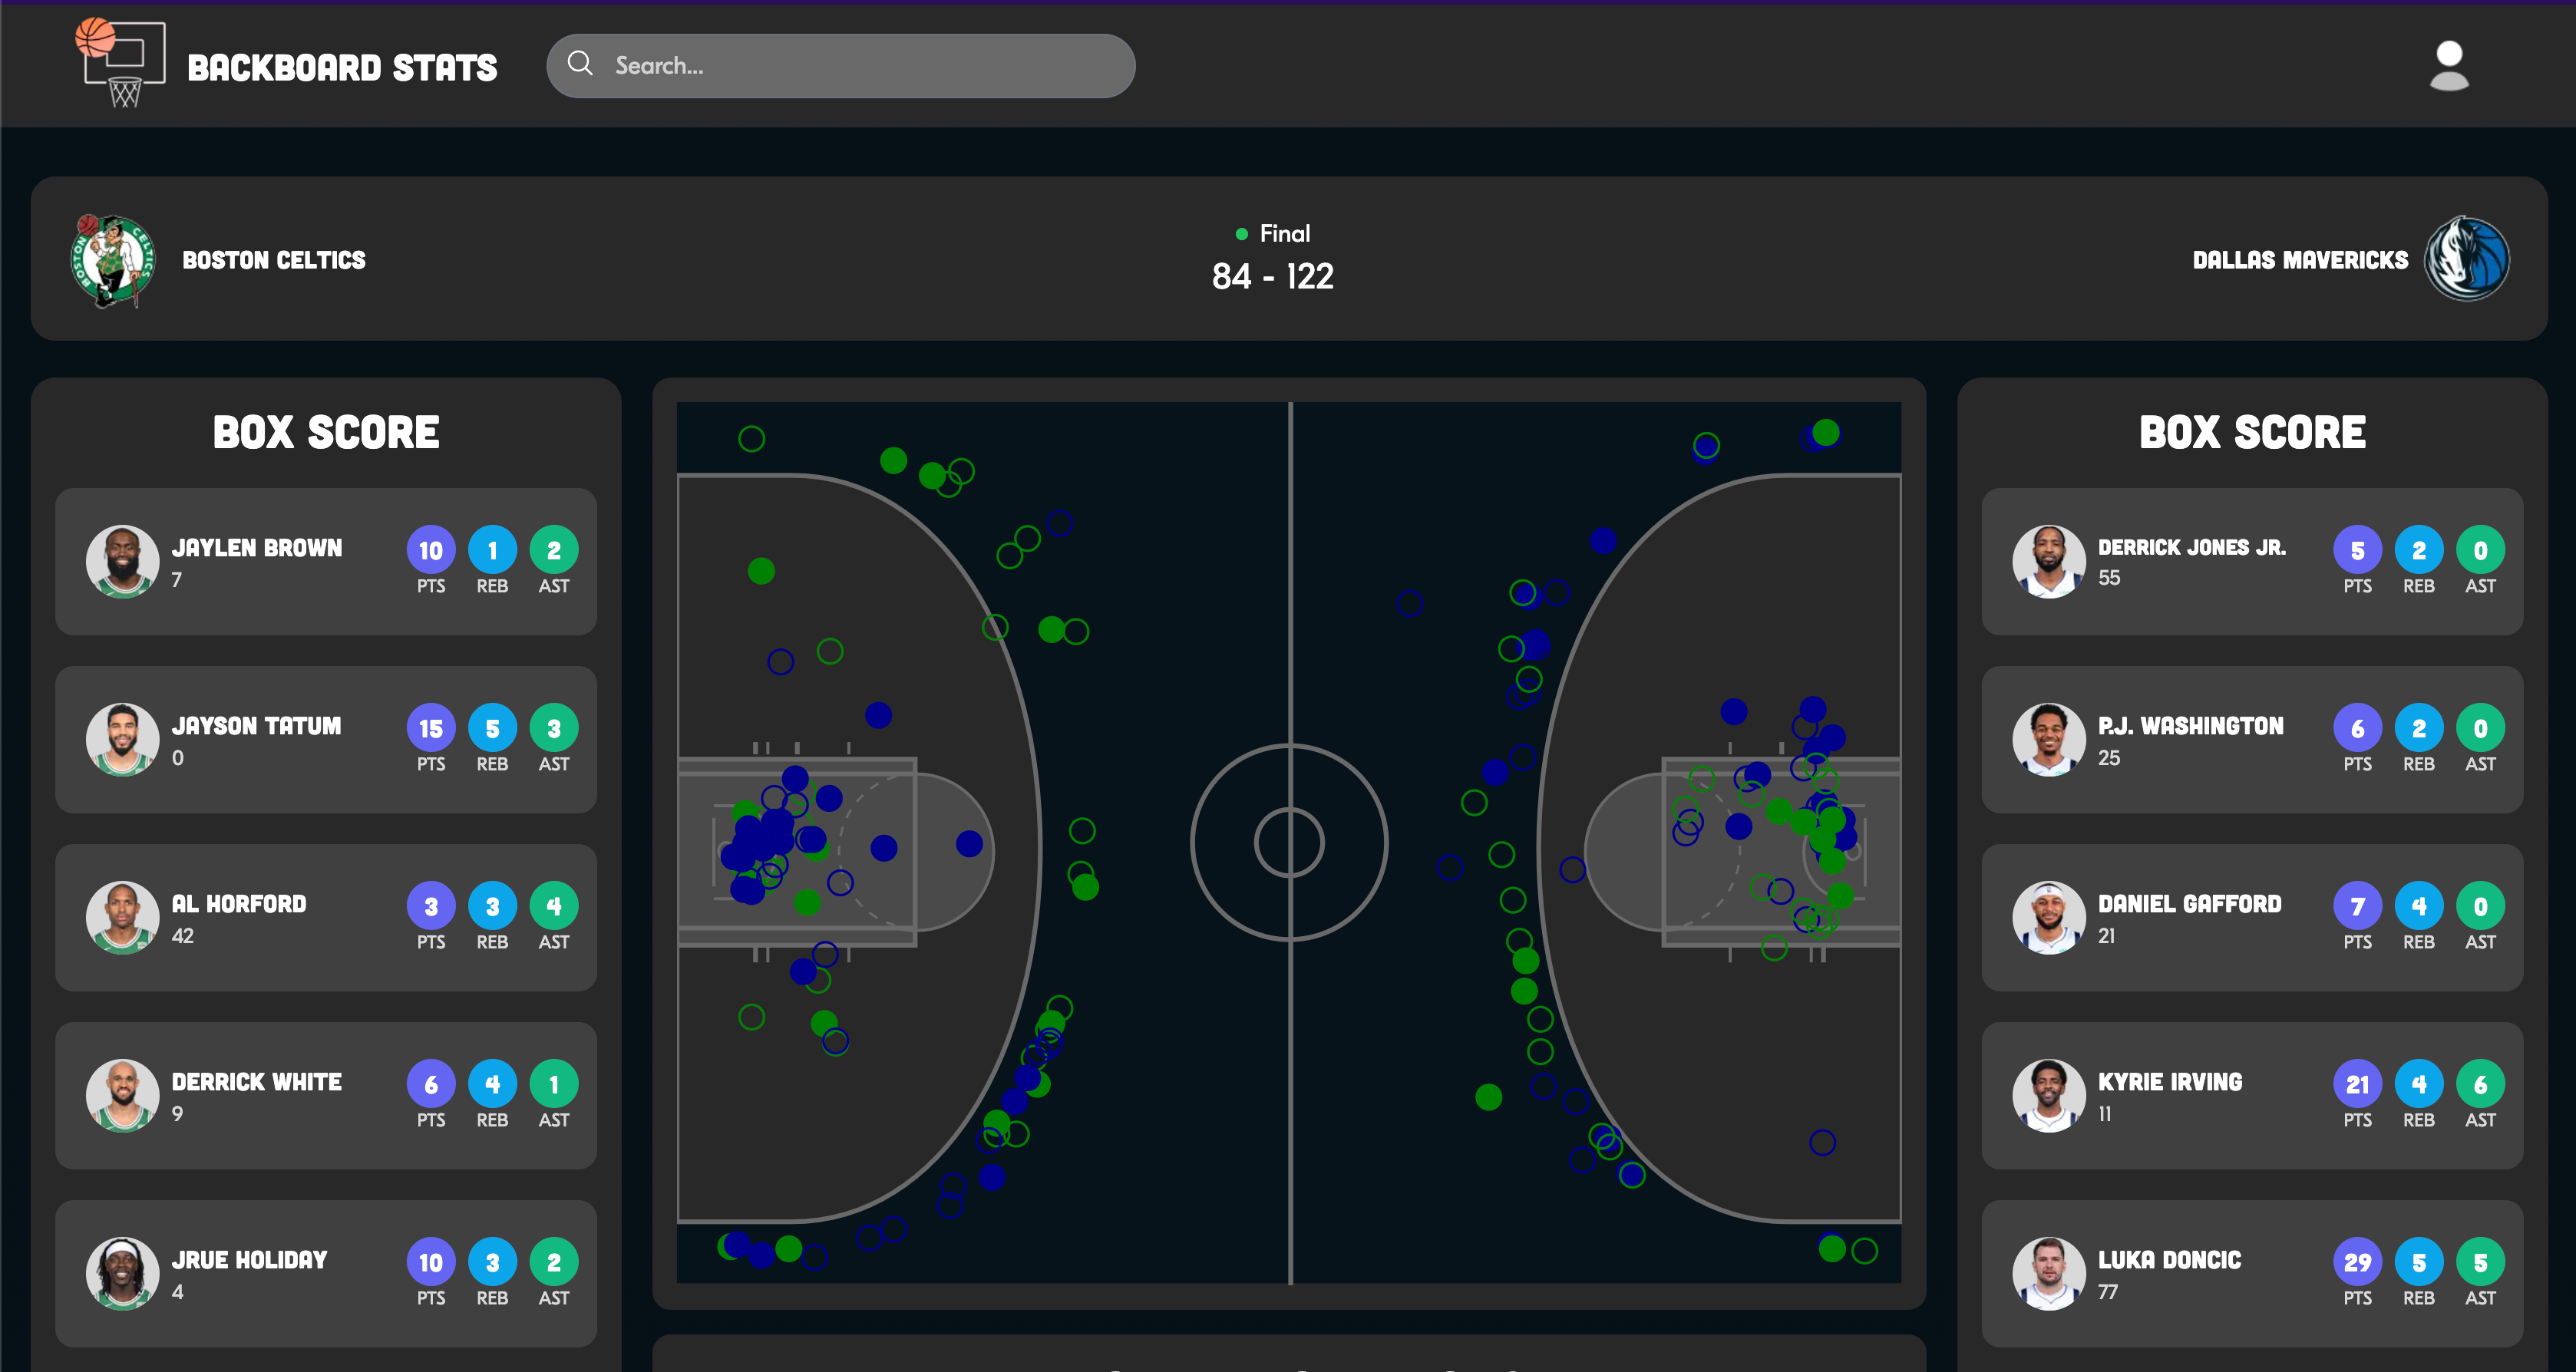 BACKBOARD STATS
Search...
BOSTON CELTICS
Final
84 - 122
DALLAS MAVERICKS
BOX SCORE
JAYLEN BROWN
7
10 1 2
PTS REB AST
JAYSON TATUM
0
15 5 3
PTS REB AST
AL HORFORD
42
3 3 4
PTS REB AST
DERRICK WHITE
9
6 4 1
PTS REB AST
JRUE HOLIDAY
4
10 3 2
PTS REB AST
BOX SCORE
DERRICK JONES JR.
55
5 2 0
PTS REB AST
P.J. WASHINGTON
25
6 2 0
PTS REB AST
DANIEL GAFFORD
21
7 4 0
PTS REB AST
KYRIE IRVING
11
21 4 6
PTS REB AST
LUKA DONCIC
77
29 5 5
PTS REB AST
BOSTON
CELTICS